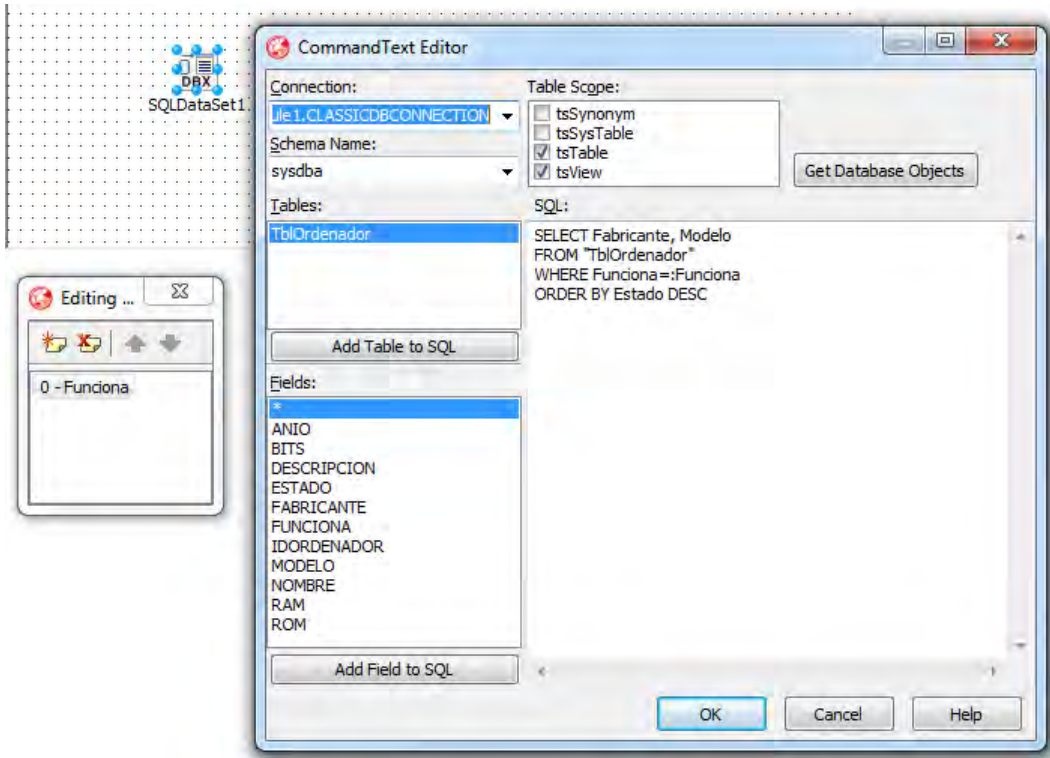 DBX
SQLDataSet1
CommandText Editor
Connection:
ule1.CLASSICDBCONNECTION
Schema Name:
sysdba
Tables:
TblOrdenador
Add Table to SQL
Fields:
*
ANIO
BITS
DESCRIPCION
ESTADO
FABRICANTE
FUNCIONA
IDORDENADOR
MODELO
NOMBRE
RAM
ROM
Add Field to SQL
Table Scope:
tsSynonym
tsSysTable
tsTable
tsView
Get Database Objects
SQL:
SELECT Fabricante, Modelo
FROM "TblOrdenador"
WHERE Funciona=:Funciona
ORDER BY Estado DESC
OK
Cancel
Help
Editing ...
0 - Funciona